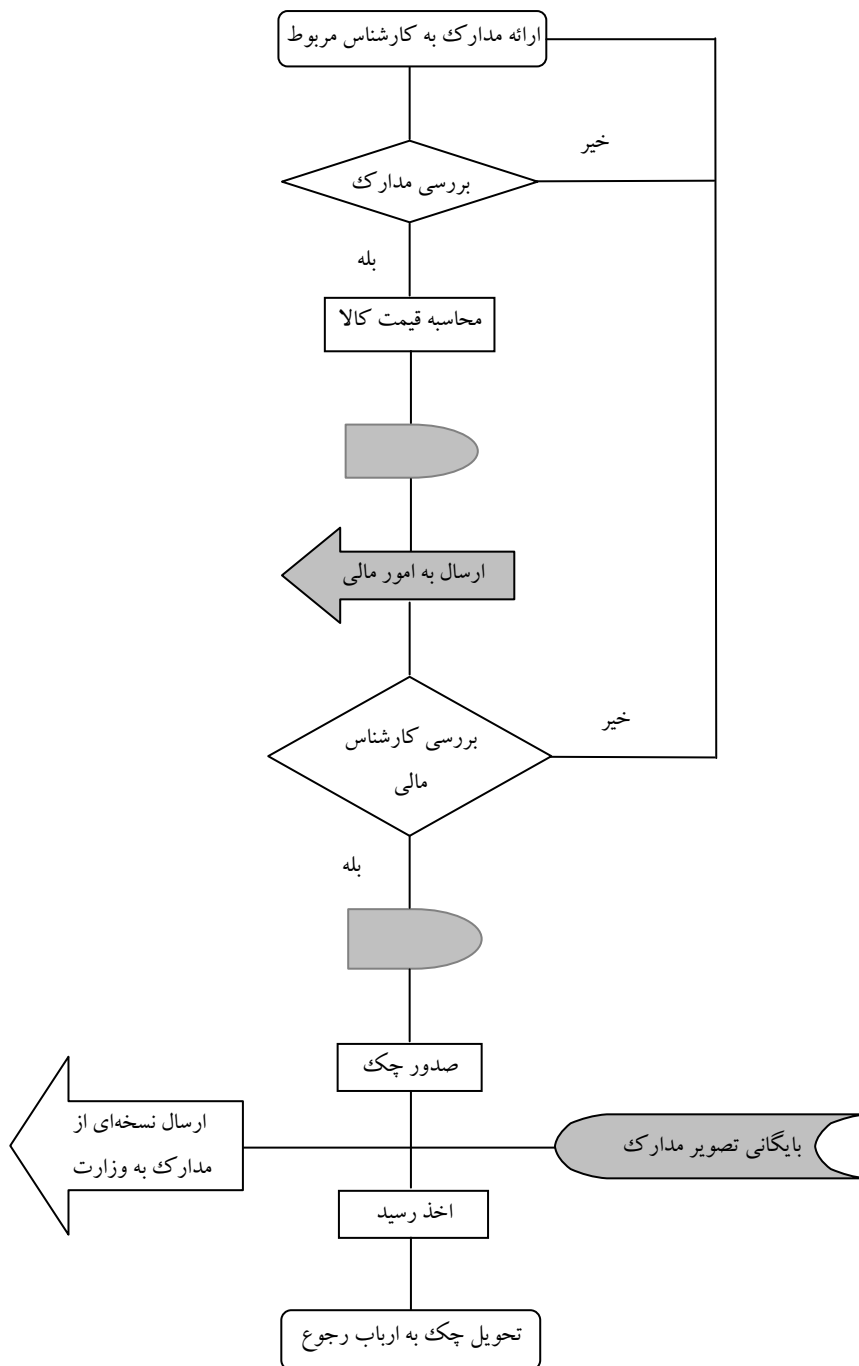 ارائه مدارک به کارشناس مربوط
خیر
بررسی مدارک
بله
محاسبه قیمت کالا
ارسال به امور مالی
بررسی کارشناس
مالی
خیر
بله
صدور چک
ارسال نسخه‌ای از
مدارک به وزارت
بایگانی تصویر مدارک
اخذ رسید
تحویل چک به ارباب رجوع